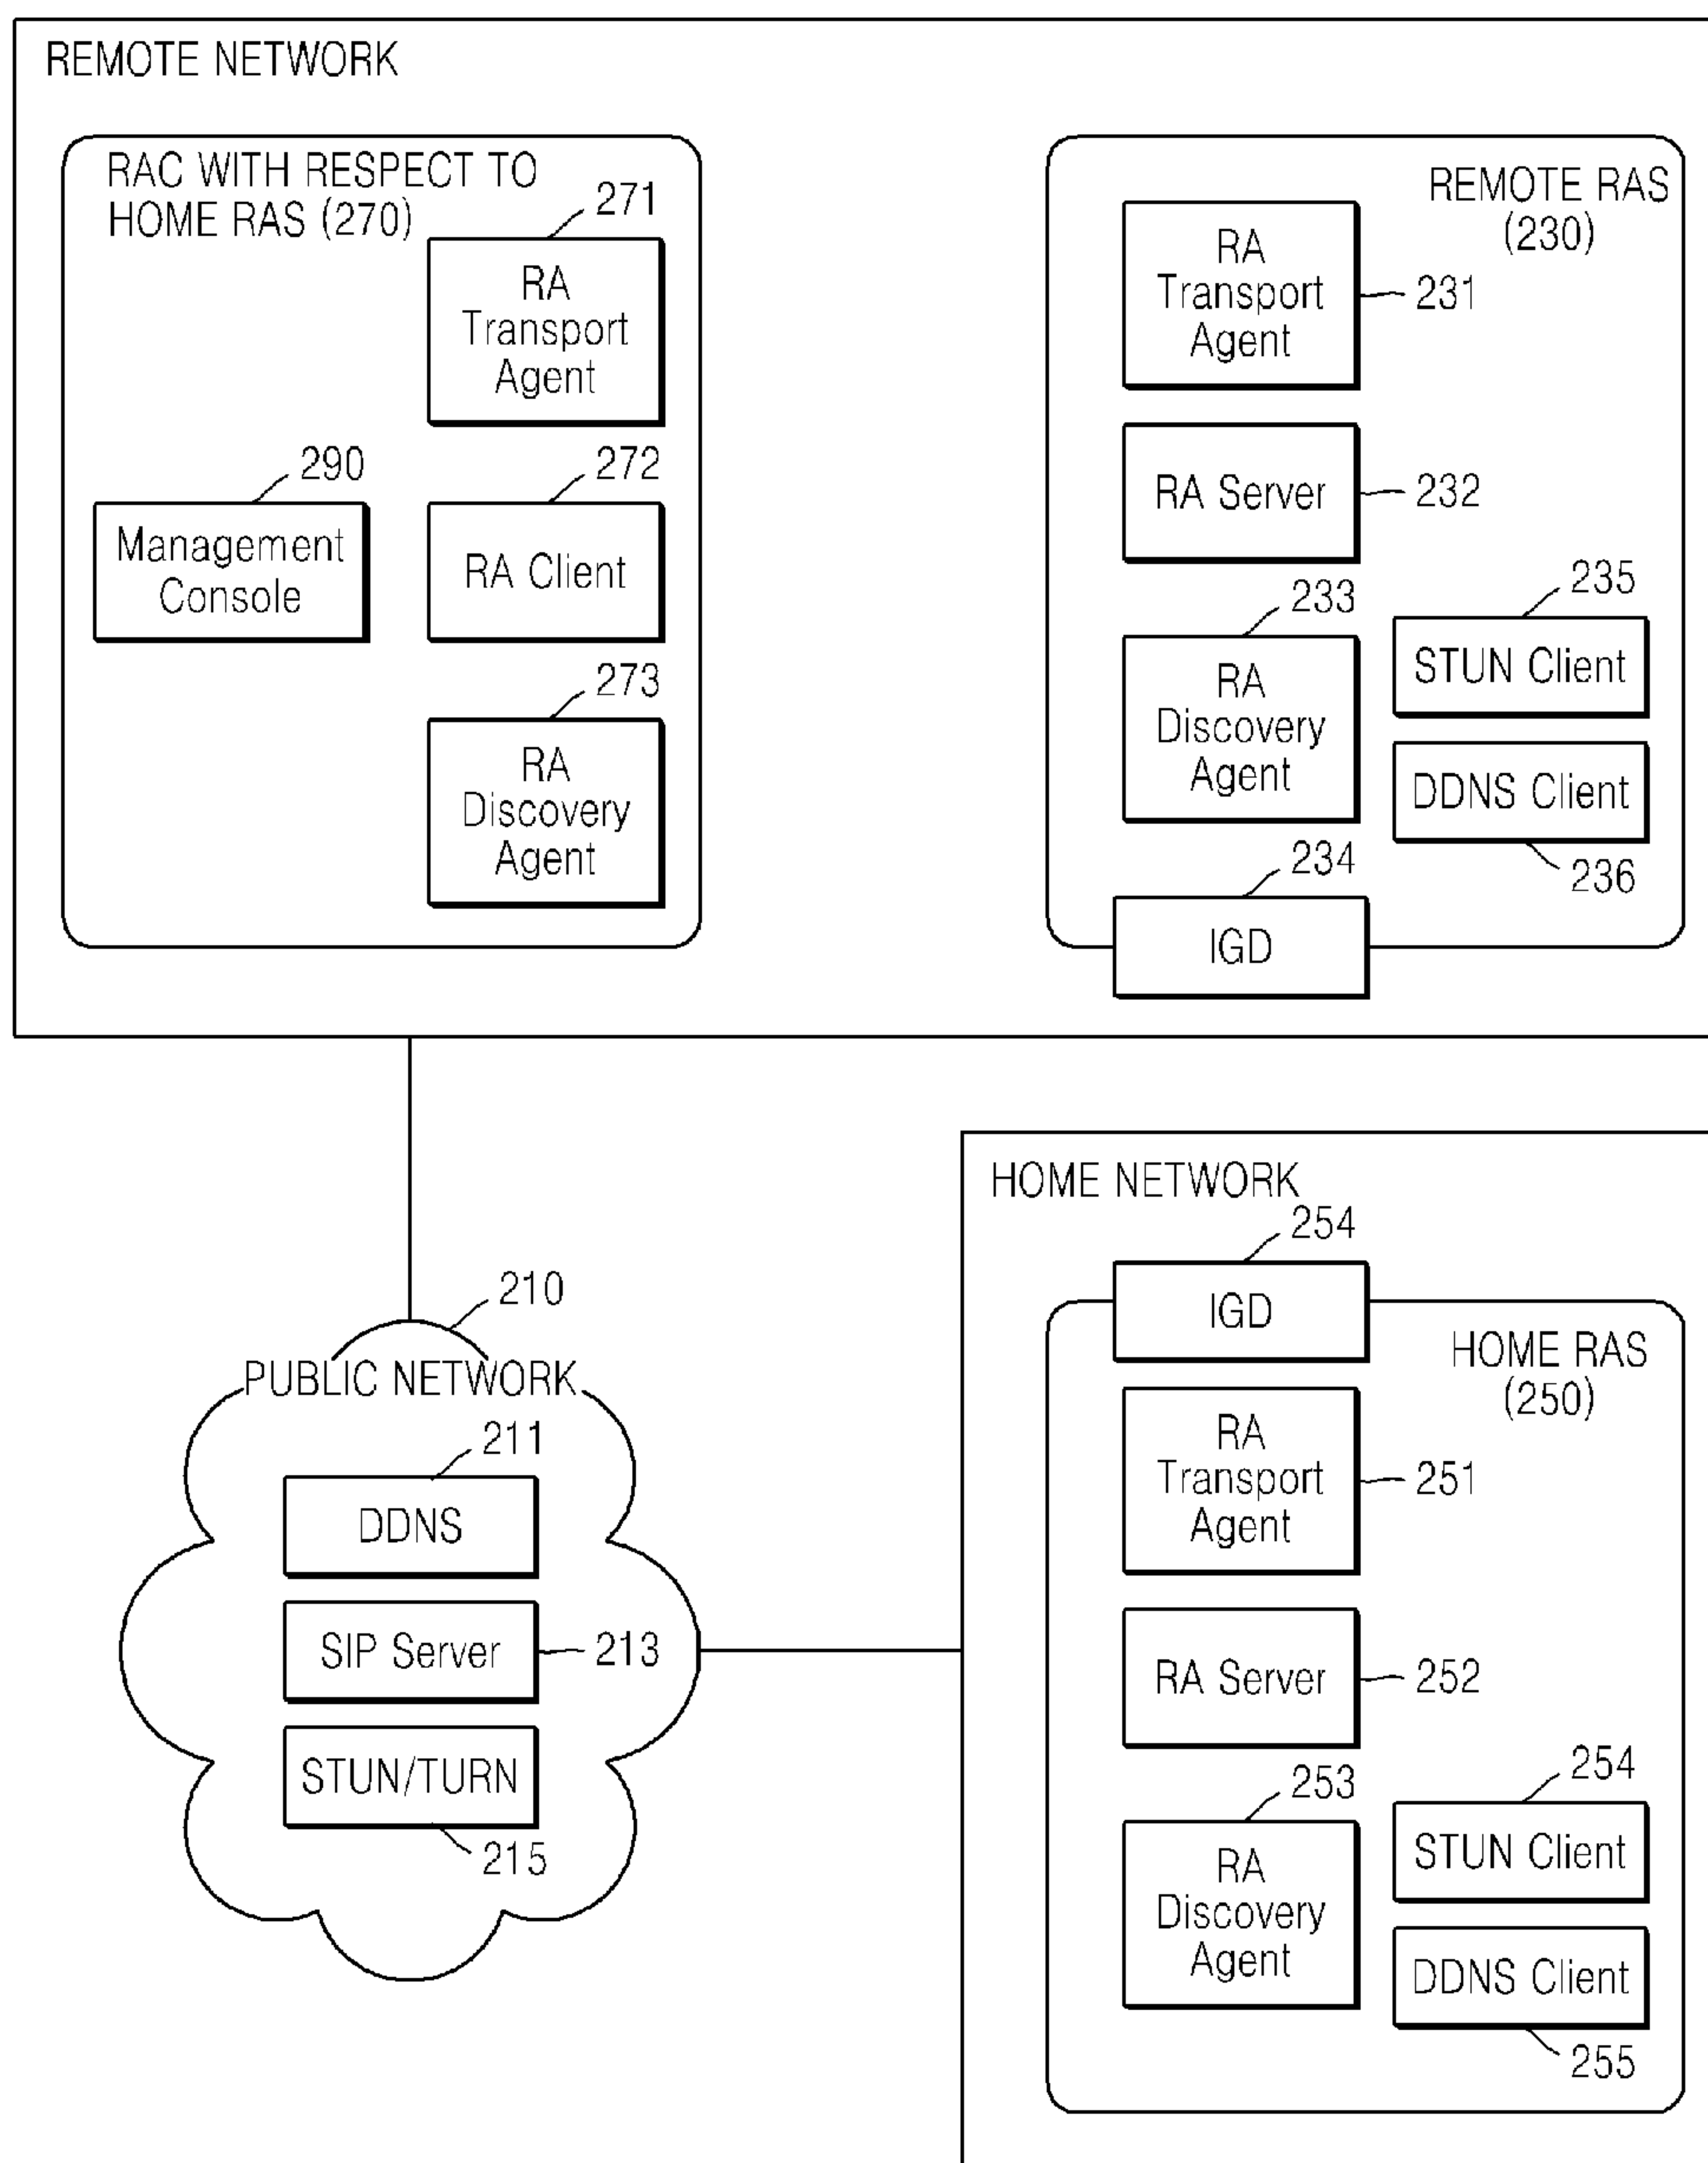 REMOTE NETWORK
RAC WITH RESPECT TO
HOME RAS (270)
271
RA
Transport
Agent
290
Management
Console
272
RA Client
273
RA
Discovery
Agent
REMOTE RAS
(230)
RA
Transport
Agent
231
RA Server
232
233
RA
Discovery
Agent
235
STUN Client
DDNS Client
236
234
IGD
210
PUBLIC NETWORK
211
DDNS
SIP Server
213
STUN/TURN
215
HOME NETWORK
254
IGD
HOME RAS
(250)
RA
Transport
Agent
251
RA Server
252
253
RA
Discovery
Agent
254
STUN Client
DDNS Client
255